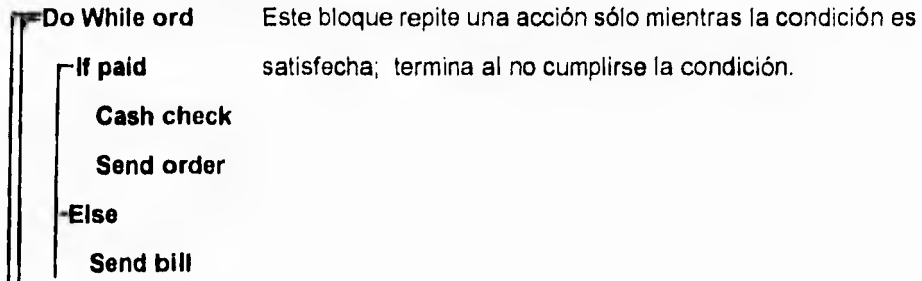 Do While ord Este bloque repite una acción sólo mientras la condición es
If paid satisfecha; termina al no cumplirse la condición.
Cash check
Send order
Else
Send bill